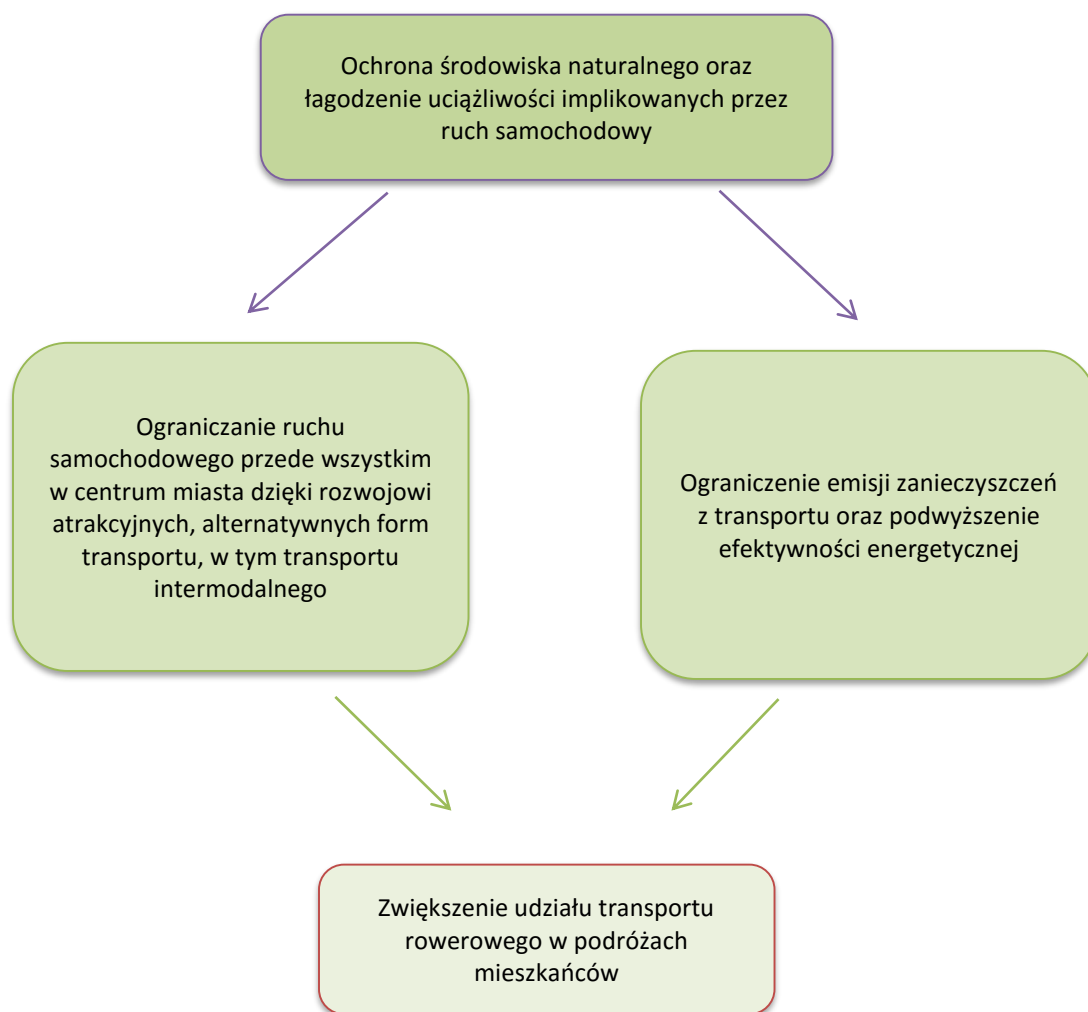 Ochrona środowiska naturalnego oraz
łagodzenie uciążliwości implikowanych przez
ruch samochodowy
Ograniczanie ruchu
samochodowego przede wszystkim
w centrum miasta dzięki rozwojowi
atrakcyjnych, alternatywnych form
transportu, w tym transportu
intermodalnego
Ograniczenie emisji zanieczyszczeń
z transportu oraz podwyższenie
efektywności energetycznej
Zwiększenie udziału transportu
rowerowego w podróżach
mieszkańców